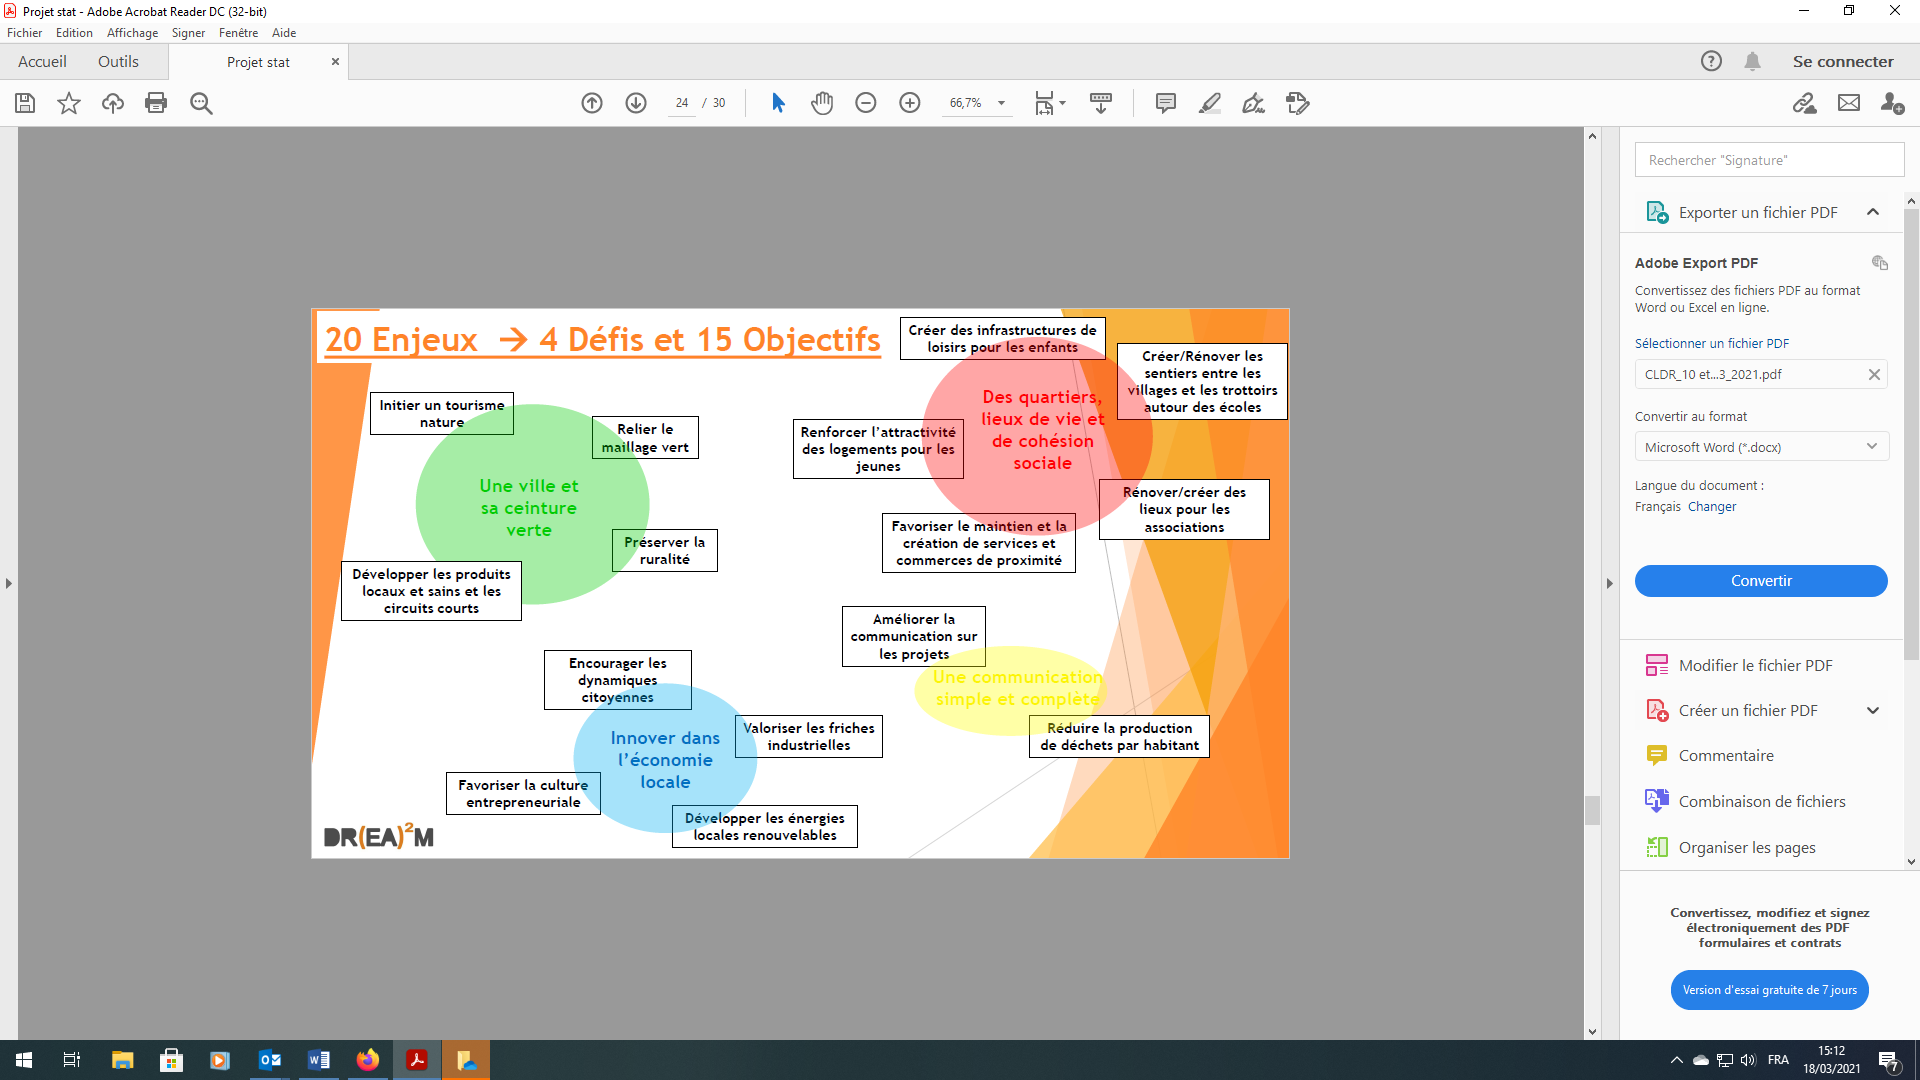 Projet stat - Adobe Acrobat Reader DC (32-bit)
Fichier Edition Affichage Signer Fenêtre Aide
Accueil Outils Projet stat × Se connecter
24 / 30 66,7%
20 Enjeux → 4 Défis et 15 Objectifs
Créer des infrastructures de
loisirs pour les enfants
Créer/Rénover les
sentiers entre les
villages et les trottoirs
autour des écoles
Des quartiers,
lieux de vie et
de cohésion
sociale
Initier un tourisme
nature
Relier le
maillage vert
Renforcer l’attractivité
des logements pour les
jeunes
Une ville et
sa ceinture
verte
Rénover/créer des
lieux pour les
associations
Favoriser le maintien et la
création de services et
commerces de proximité
Préserver la
ruralité
Développer les produits
locaux et sains et les
circuits courts
Améliorer la
communication sur
les projets
Encourager les
dynamiques
citoyennes
Une communication
simple et complète
Valoriser les friches
industrielles
Réduire la production
de déchets par habitant
Innover dans
l’économie
locale
Favoriser la culture
entrepreneuriale
Développer les énergies
locales renouvelables
DR(EA)²M
Rechercher "Signature"
Exporter un fichier PDF
Adobe Export PDF
Convertissez des fichiers PDF au format
Word ou Excel en ligne.
Sélectionner un fichier PDF
CLDR_10 et...3_2021.pdf
Convertir au format
Microsoft Word (*.docx)
Langue du document :
Français Changer
Convertir
Modifier le fichier PDF
Créer un fichier PDF
Commentaire
Combinaison de fichiers
Organiser les pages
Convertissez, modifiez et signez
électroniquement des PDF
formulaires et contrats
Version d'essai gratuite de 7 jours
FRA
15:12
18/03/2021
7